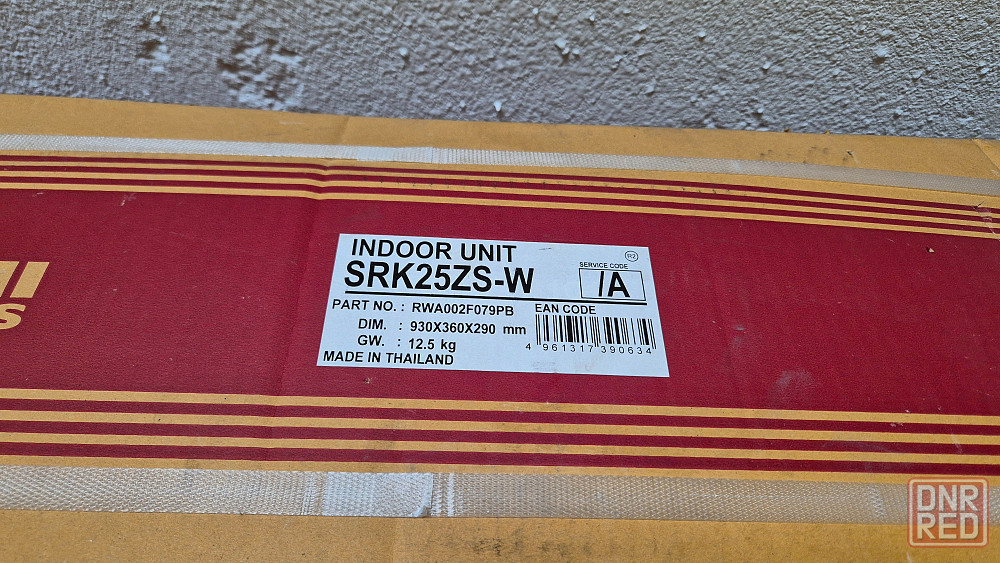 INDOOR UNIT
R2
SRK25ZS-W
SERVICE CODE
/A
PART NO. : RWA002F079PB
EAN CODE
DIM. : 930X360X290 mm
GW. : 12.5 kg
4 961317 390634
MADE IN THAILAND
DNR
RED